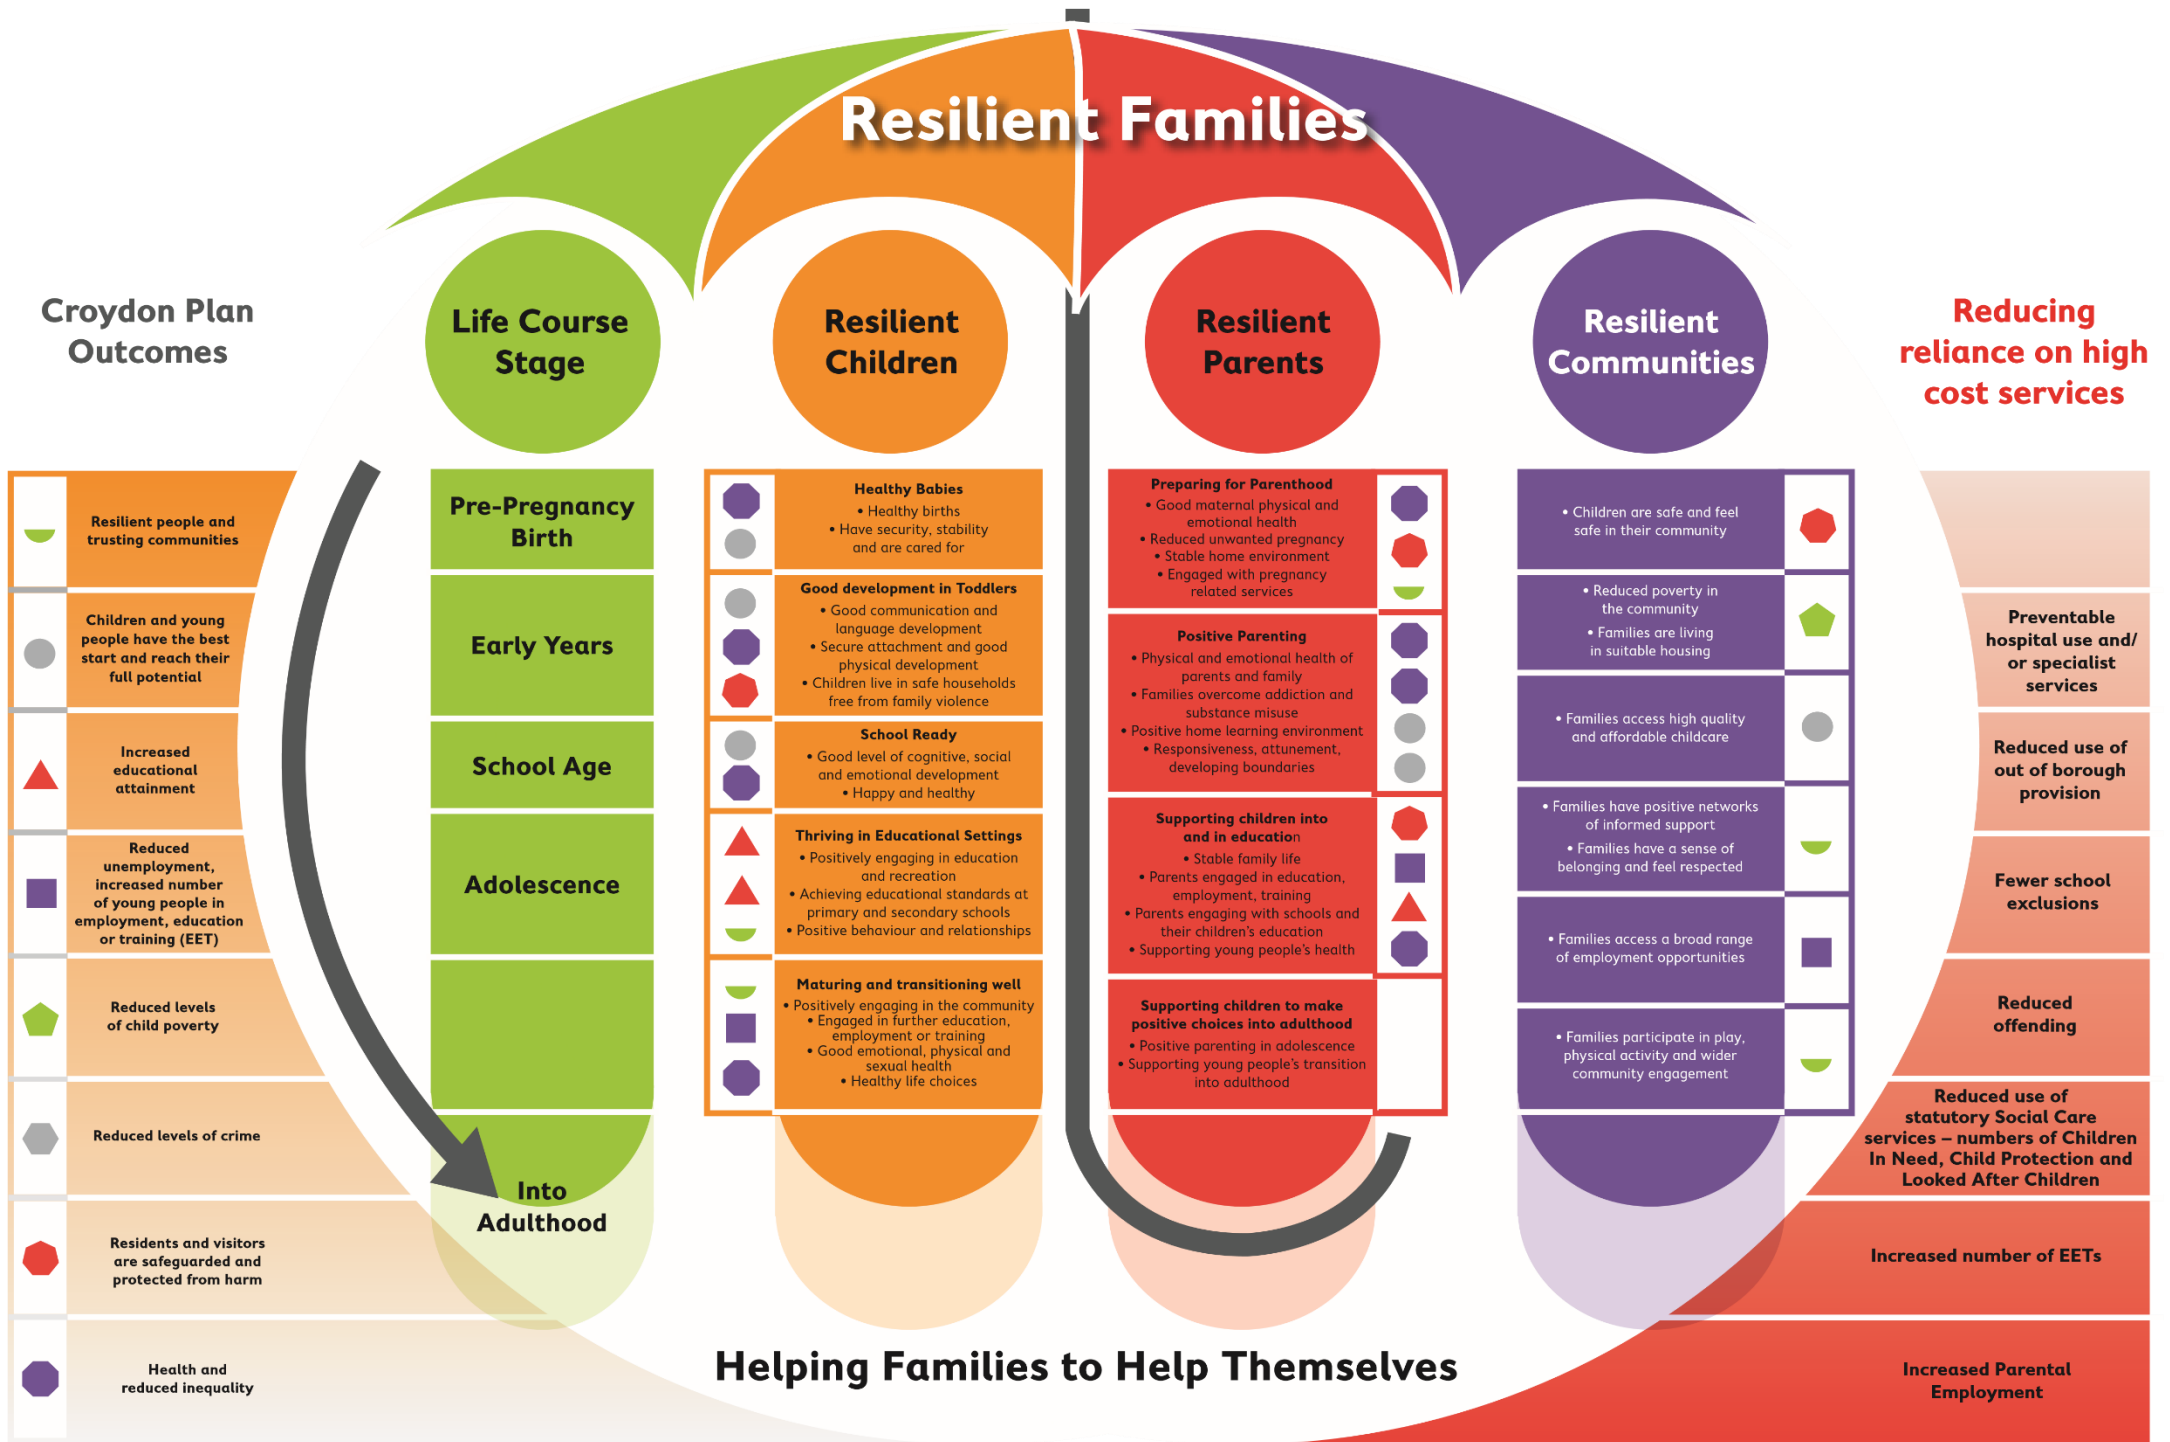 Resilient Families
Croydon Plan
Outcomes
Resilient people and
trusting communities
Children and young
people have the best
start and reach their
full potential
Increased
educational
attainment
Reduced
unemployment,
increased number
of young people in
employment, education
or training (EET)
Reduced levels
of child poverty
Reduced levels of crime
Residents and visitors
are safeguarded and
protected from harm
Health and
reduced inequality
Life Course
Stage
Pre-Pregnancy
Birth
Early Years
School Age
Adolescence
Into
Adulthood
Resilient
Children
Healthy Babies
• Healthy births
• Have security, stability
and are cared for
Good development in Toddlers
• Good communication and
language development
• Secure attachment and good
physical development
• Children live in safe households
free from family violence
School Ready
• Good level of cognitive, social
and emotional development
• Happy and healthy
Thriving in Educational Settings
• Positively engaging in education
and recreation
• Achieving educational standards at
primary and secondary schools
• Positive behaviour and relationships
Maturing and transitioning well
• Positively engaging in the community
• Engaged in further education,
employment or training
• Good emotional, physical and
sexual health
• Healthy life choices
Resilient
Parents
Preparing for Parenthood
• Good maternal physical and
emotional health
• Reduced unwanted pregnancy
• Stable home environment
• Engaged with pregnancy
related services
Positive Parenting
• Physical and emotional health of
parents and family
• Families overcome addiction and
substance misuse
• Positive home learning environment
• Responsiveness, attunement,
developing boundaries
Supporting children into
and in education
• Stable family life
• Parents engaged in education,
employment, training
• Parents engaging with schools and
their children's education
• Supporting young people's health
Supporting children to make
positive choices into adulthood
• Positive parenting in adolescence
• Supporting young people's transition
into adulthood
Resilient
Communities
• Children are safe and feel
safe in their community
• Reduced poverty in
the community
• Families are living
in suitable housing
• Families access high quality
and affordable childcare
• Families have positive networks
of informed support
• Families have a sense of
belonging and feel respected
• Families access a broad range
of employment opportunities
• Families participate in play,
physical activity and wider
community engagement
Reducing
reliance on high
cost services
Preventable
hospital use and/
or specialist
services
Reduced use of
out of borough
provision
Fewer school
exclusions
Reduced
offending
Reduced use of
statutory Social Care
services – numbers of Children
In Need, Child Protection and
Looked After Children
Increased number of EETs
Increased Parental
Employment
Helping Families to Help Themselves